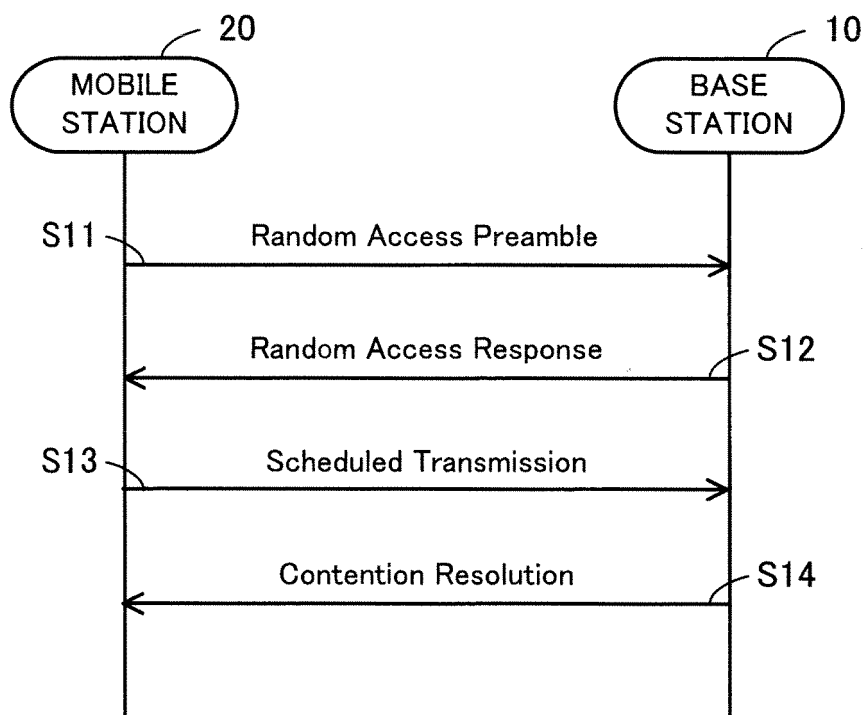 20
10
MOBILE
STATION
BASE
STATION
S11
Random Access Preamble
Random Access Response
S12
S13
Scheduled Transmission
Contention Resolution
S14